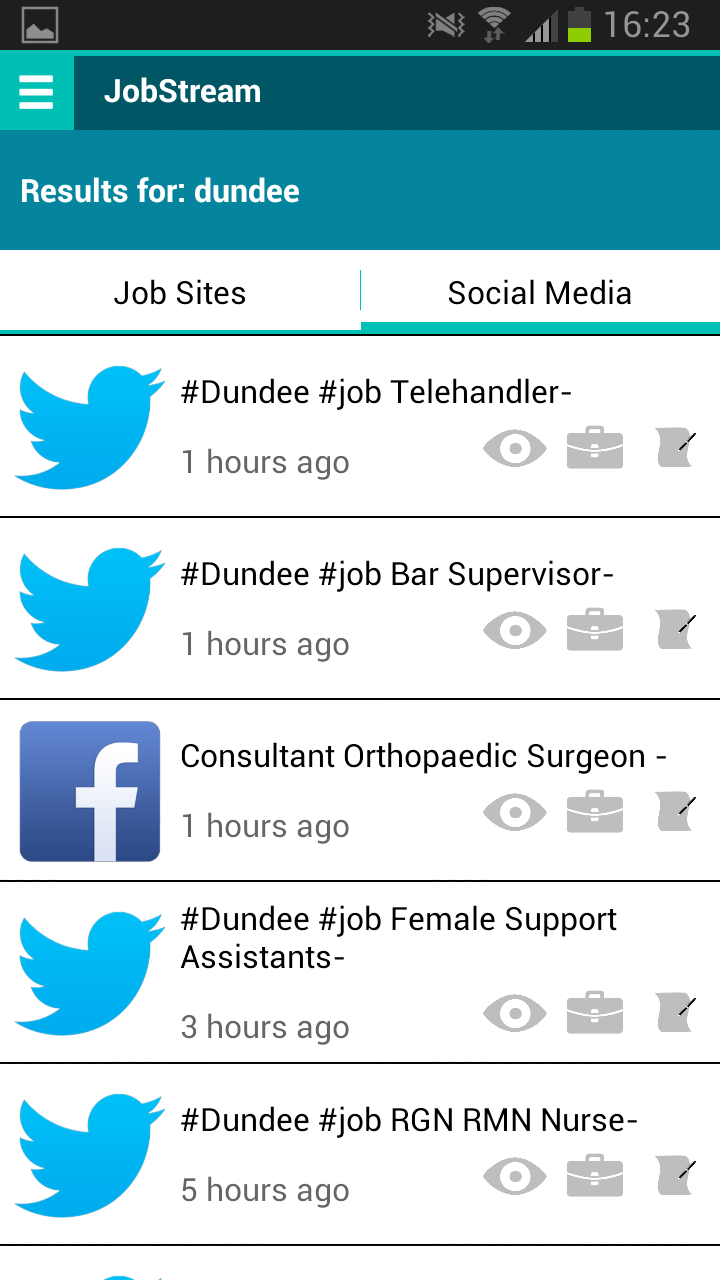 16:23
JobStream
Results for: dundee
Job Sites
Social Media
#Dundee #job Telehandler-
1 hours ago
#Dundee #job Bar Supervisor-
1 hours ago
Consultant Orthopaedic Surgeon -
1 hours ago
#Dundee #job Female Support
Assistants-
3 hours ago
#Dundee #job RGN RMN Nurse-
5 hours ago